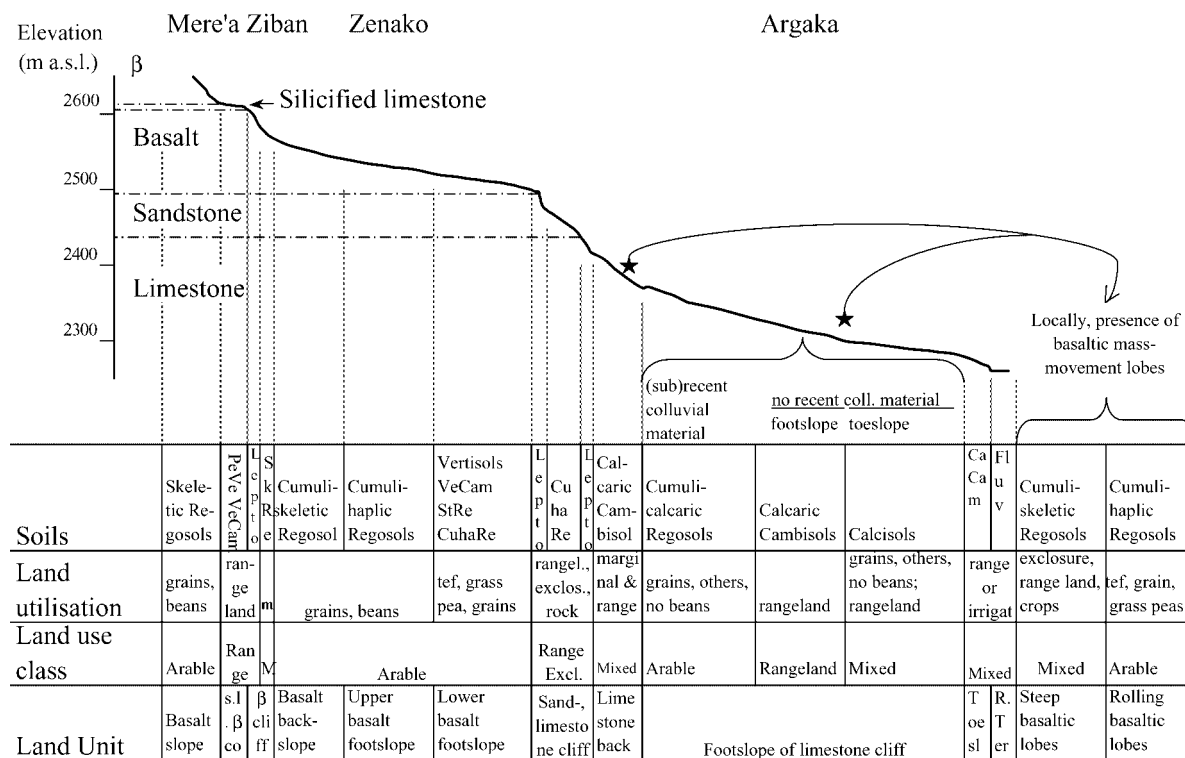 Mere'a Ziban Zenako Argaka
Elevation
(m a.s.l.)
β
2600
Silicified limestone
Basalt
2500
Sandstone
2400
Limestone
2300
Locally, presence of
basaltic mass-
movement lobes
(sub)recent
colluvial
material
no recent coll. material
footslope toeslope
Soils
Skele-
tic Re-
gosols
PeVe VeCam
Lepto
SkRe
Cumuli-
skeletic
Regosol
Cumuli-
haplic
Regosol
Vertisols
VeCam
StRe
CuhaRe
Lepto
Cu
ha
Re
Lepto
Cal-
caric
Cam-
bisol
Cumuli-
calcaric
Regosols
Calcaric
Cambisols
Calcisols
Ca
Cam
Fl
u
v
Cumuli-
skeletic
Regosols
Cumuli-
haplic
Regosols
Land
utilisation
grains,
beans
ran-
ge
land
m
grains, beans
tef, grass
pea, grains
rangel.,
exclos.,
rock
margi
nal &
range
grains, others,
no beans
rangeland
grains, others,
no beans;
rangeland
range
or
irrigat
exclosure,
range land,
crops
tef, grain,
grass peas
Land use
class
Arable
Ran
ge
M
Arable
Range
Excl.
Mixed
Arable
Rangeland
Mixed
Mixed
Mixed
Arable
Land Unit
Basalt
slope
s.l
. β
co
β
cli
ff
Basalt
back-
slope
Upper
basalt
footslope
Lower
basalt
footslope
Sand-,
limesto
ne cliff
Lime
stone
back
Footslope of limestone cliff
T
oe
sl
R.
T
er
Steep
basaltic
lobes
Rolling
basaltic
lobes